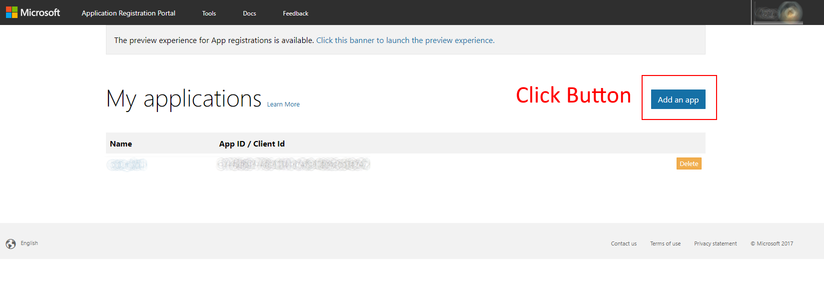 Microsoft Application Registration Portal Tools Docs Feedback
The preview experience for App registrations is available. Click this banner to launch the preview experience.
My applications Learn More Click Button Add an app
Name App ID / Client Id
Delete
English Contact us Terms of use Privacy statement © Microsoft 2017